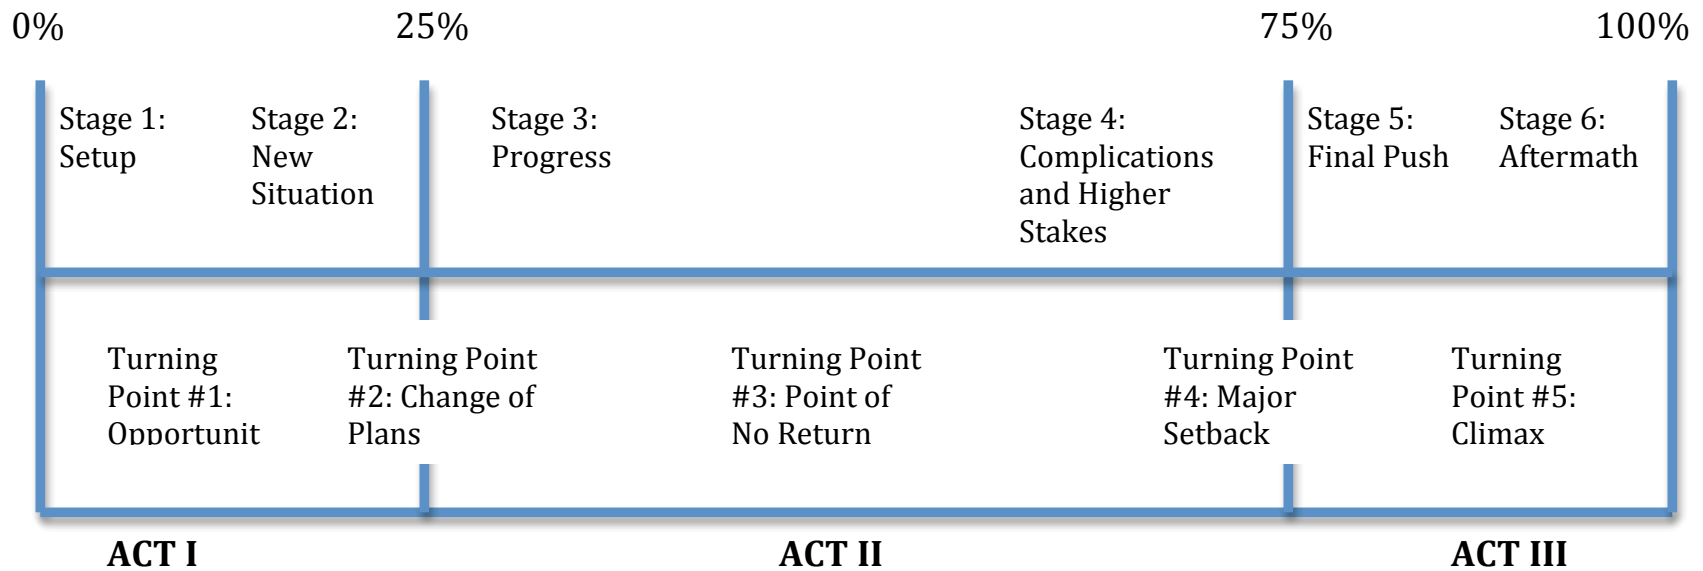 0%
25%
75%
100%
Stage 1:
Setup
Stage 2:
New
Situation
Stage 3:
Progress
Stage 4:
Complications
and Higher
Stakes
Stage 5:
Final Push
Stage 6:
Aftermath
Turning
Point #1:
Opportunit
Turning Point
#2: Change of
Plans
Turning Point
#3: Point of
No Return
Turning Point
#4: Major
Setback
Turning
Point #5:
Climax
ACT I
ACT II
ACT III